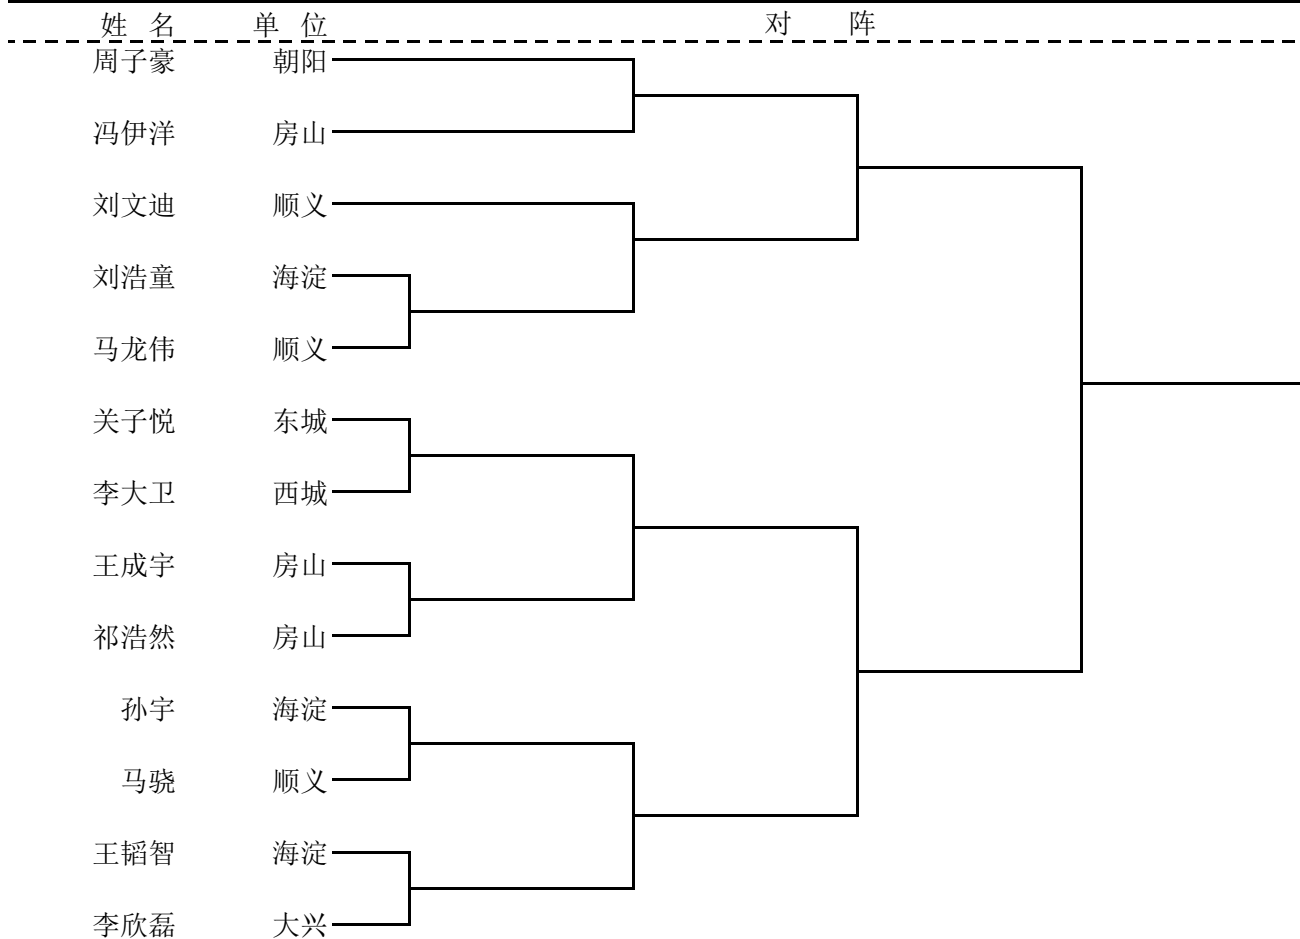 姓 名 单 位 对 阵
周子豪 朝阳
冯伊洋 房山
刘文迪 顺义
刘浩童 海淀
马龙伟 顺义
关子悦 东城
李大卫 西城
王成宇 房山
祁浩然 房山
孙宇 海淀
马骁 顺义
王韬智 海淀
李欣磊 大兴